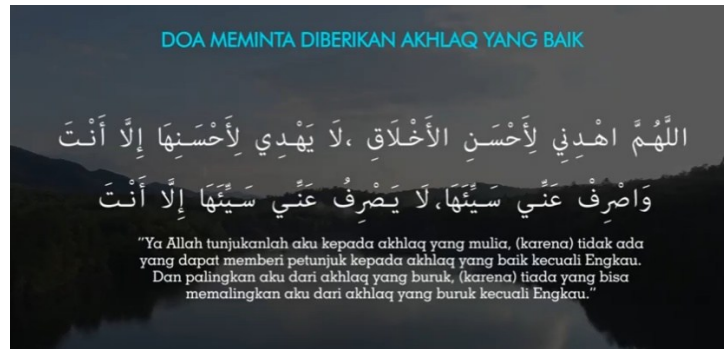 DOA MEMINTA DIBERIKAN AKHLAQ YANG BAIK
اللَّهُمَّ اهْدِنِي لِأَحْسَنِ الأَخْلَاقِ ،لَا يَهْدِي لِأَحْسَنِهَا إِلَّا أَنْتَ
وَاصْرِفْ عَنِّي سَيِّئَهَا،لَا يَصْرِفُ عَنِّي سَيِّئَهَا إِلَّا أَنْتَ
"Ya Allah tunjukanlah aku kepada akhlaq yang mulia, (karena) tidak ada
yang dapat memberi petunjuk kepada akhlaq yang baik kecuali Engkau.
Dan palingkan aku dari akhlaq yang buruk, (karena) tiada yang bisa
memalingkan aku dari akhlaq yang buruk kecuali Engkau."